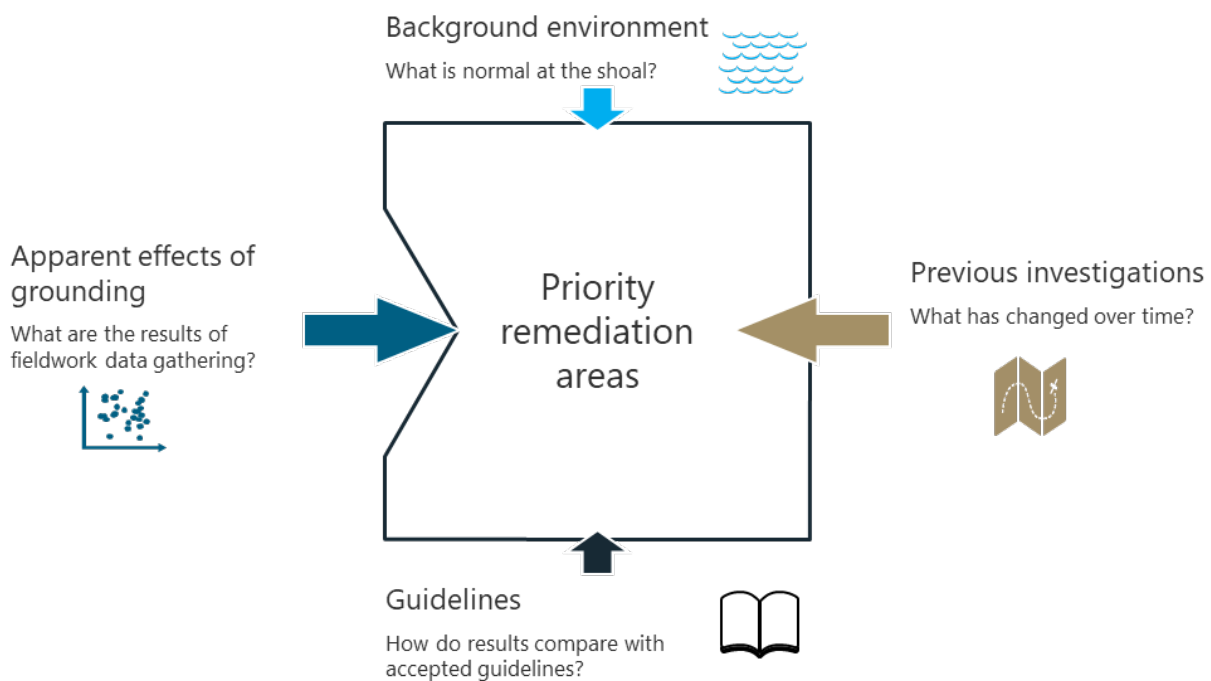 Background environment
What is normal at the shoal?
Apparent effects of
grounding
What are the results of
fieldwork data gathering?
Priority
remediation
areas
Previous investigations
What has changed over time?
Guidelines
How do results compare with
accepted guidelines?